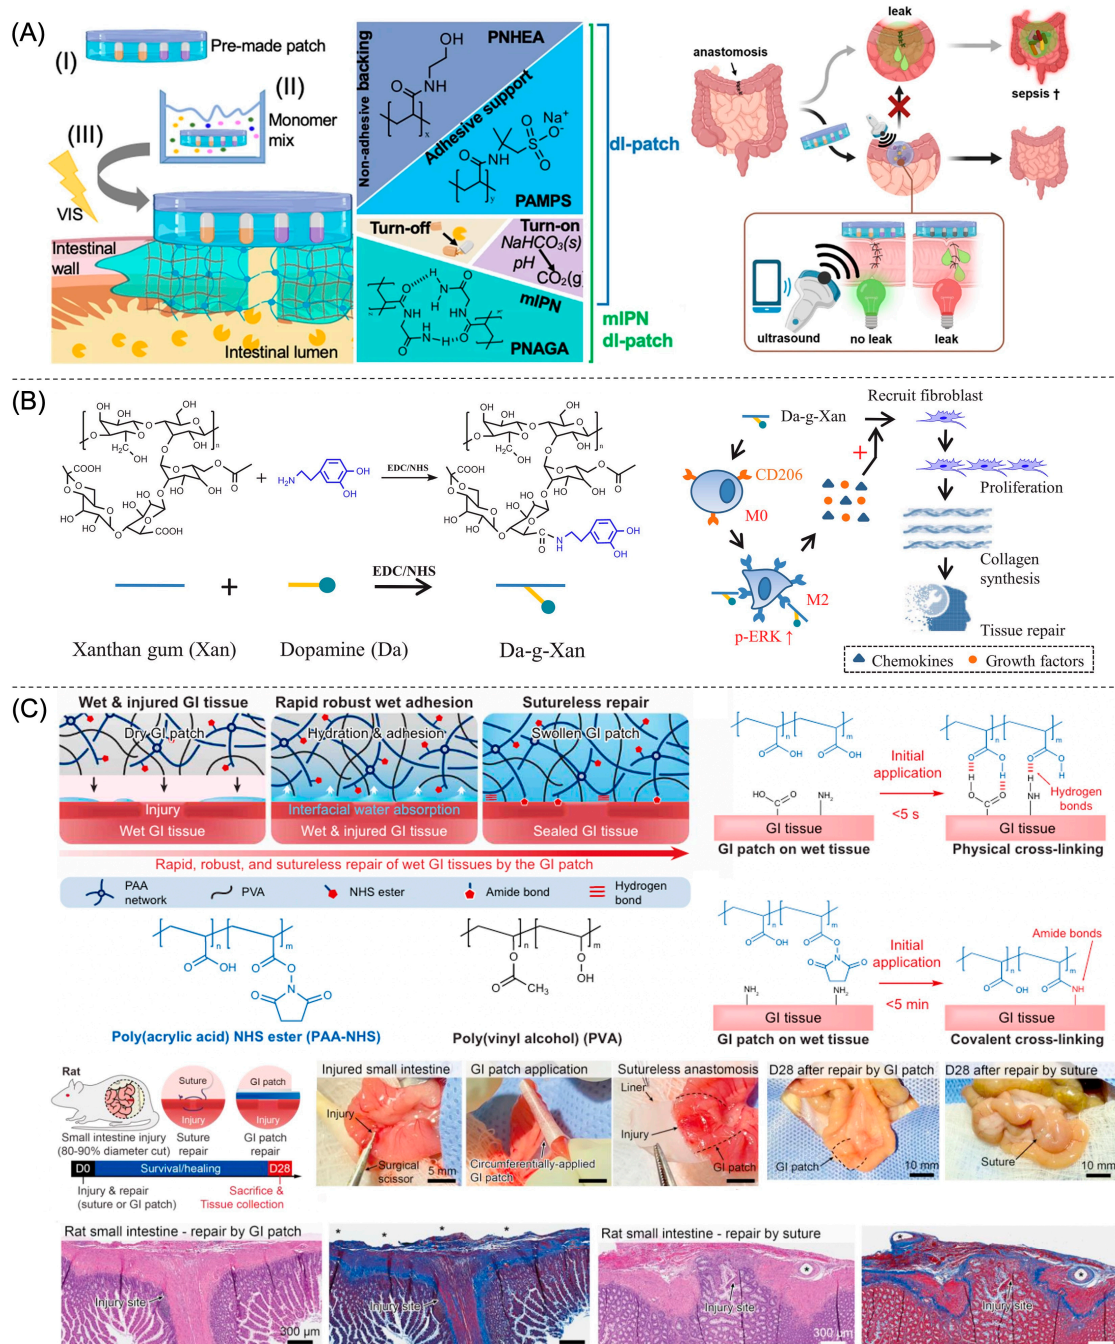 (A)
(I)
Pre-made patch
(II)
Monomer
mix
(III)
VIS
Intestinal
wall
Intestinal lumen
Non-adhesive backing
PNHEA
OH
O
NH
x
Adhesive support
Na+
O
O-
S
O
O
NH
y
PAMPS
Turn-off
Turn-on
NaHCO3(s)
pH
CO2(g)
mIPN
PNAGA
dl-patch
mIPN
dl-patch
anastomosis
leak
sepsis †
ultrasound
no leak
leak
(B)
EDC/NHS
Xanthan gum (Xan)
+
Dopamine (Da)
EDC/NHS
Da-g-Xan
Da-g-Xan
CD206
M0
M2
p-ERK ↑
+
Recruit fibroblast
Proliferation
Collagen
synthesis
Tissue repair
Chemokines
Growth factors
(C)
Wet & injured GI tissue
Rapid robust wet adhesion
Sutureless repair
Dry GI patch
Hydration & adhesion
Swollen GI patch
Injury
Interfacial water absorption
Wet GI tissue
Wet & injured GI tissue
Sealed GI tissue
Rapid, robust, and sutureless repair of wet GI tissues by the GI patch
PAA
network
PVA
NHS ester
Amide bond
Hydrogen
bond
Poly(acrylic acid) NHS ester (PAA-NHS)
Poly(vinyl alcohol) (PVA)
Initial
application
<5 s
Hydrogen
bonds
GI tissue
GI tissue
GI patch on wet tissue
Physical cross-linking
Initial
application
<5 min
Amide bonds
GI tissue
GI tissue
GI patch on wet tissue
Covalent cross-linking
Rat
Suture
GI patch
Injury
Injury
Small intestine injury
(80-90% diameter cut)
Suture
repair
GI patch
repair
D0
Survival/healing
D28
Injury & repair
(suture or GI patch)
Sacrifice &
Tissue collection
Injured small intestine
Injury
Surgical
scissor
5 mm
GI patch application
Circumferentially-applied
GI patch
Sutureless anastomosis
Liner
Injury
GI patch
D28 after repair by GI patch
GI patch
10 mm
D28 after repair by suture
Suture
10 mm
Rat small intestine - repair by GI patch
Injury site
300 µm
* * * *
Injury site
Rat small intestine - repair by suture
*
Injury site
300 µm
* *
Injury site